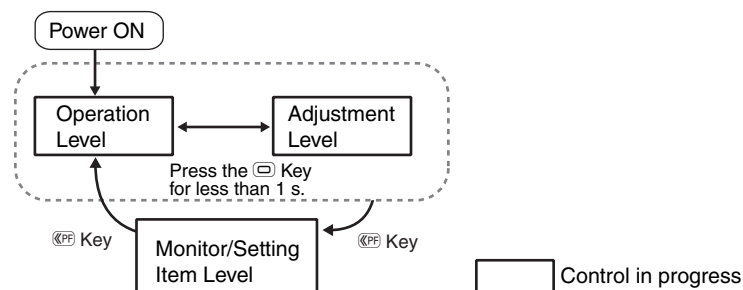 Power ON
Operation
Level
Adjustment
Level
Press the Key
for less than 1 s.
PF Key
PF Key
Monitor/Setting
Item Level
Control in progress